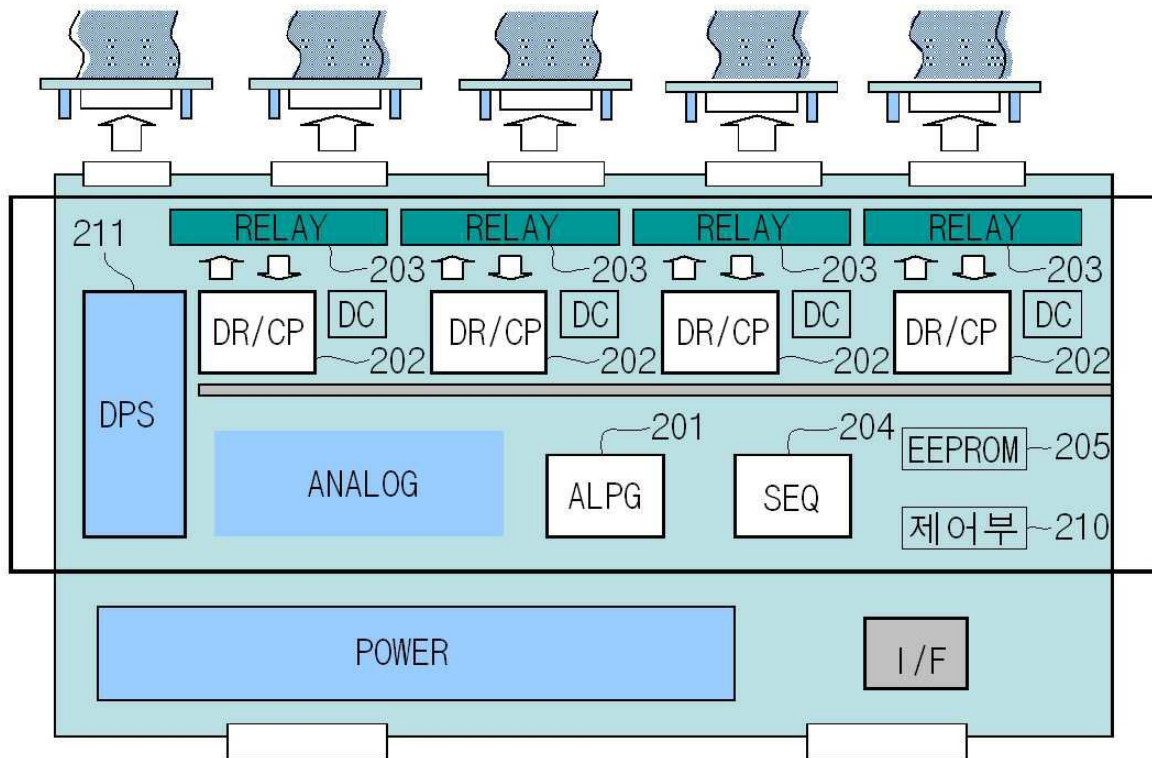 211
RELAY RELAY RELAY RELAY
203 203 203 203
DR/CP DC DR/CP DC DR/CP DC DR/CP DC
202 202 202 202
DPS
201 204
ANALOG ALPG SEQ EEPROM 205
제어부 210
POWER I/F